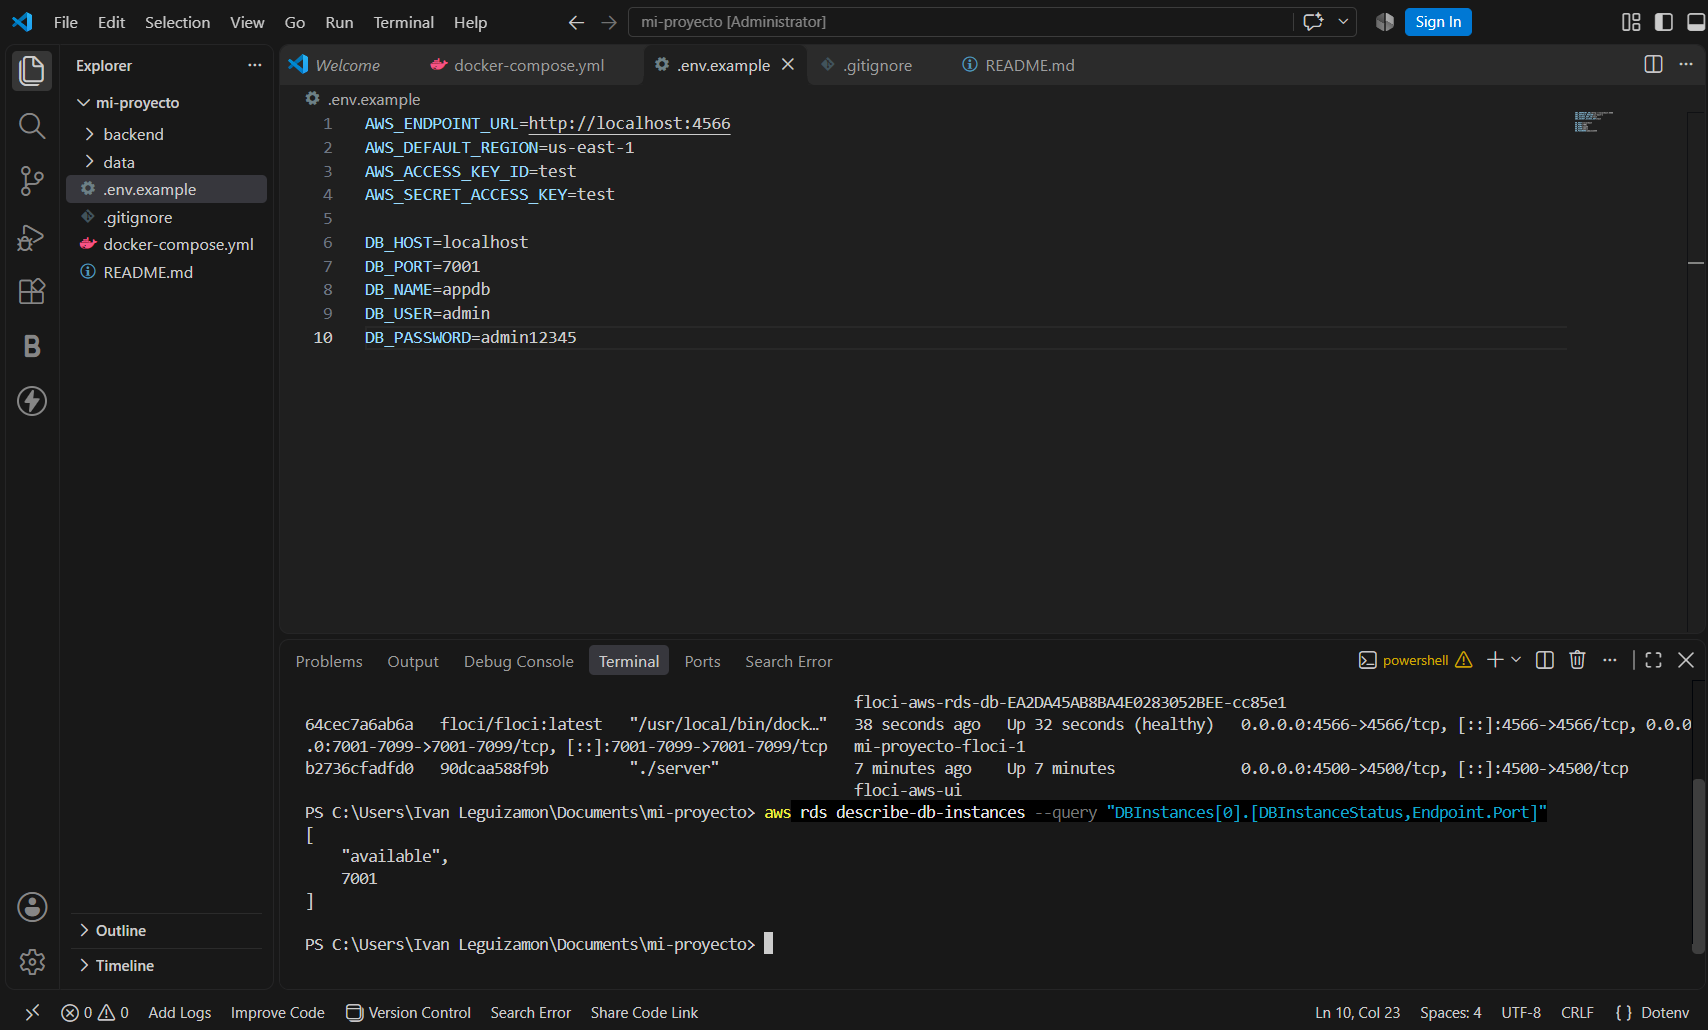 File Edit Selection View Go Run Terminal Help
mi-proyecto [Administrator]
Sign In
Explorer
mi-proyecto
backend
data
.env.example
.gitignore
docker-compose.yml
README.md
Outline
Timeline
Welcome
docker-compose.yml
.env.example
.gitignore
README.md
.env.example
1 AWS_ENDPOINT_URL=http://localhost:4566
2 AWS_DEFAULT_REGION=us-east-1
3 AWS_ACCESS_KEY_ID=test
4 AWS_SECRET_ACCESS_KEY=test
5
6 DB_HOST=localhost
7 DB_PORT=7001
8 DB_NAME=appdb
9 DB_USER=admin
10 DB_PASSWORD=admin12345
Problems Output Debug Console Terminal Ports Search Error
powershell
floci-aws-rds-db-EA2DA45AB8BA4E0283052BEE-cc85e1
64cec7a6ab6a floci/floci:latest "/usr/local/bin/dock…" 38 seconds ago Up 32 seconds (healthy) 0.0.0.0:4566->4566/tcp, [::]:4566->4566/tcp, 0.0.0
.0:7001-7099->7001-7099/tcp, [::]:7001-7099->7001-7099/tcp mi-proyecto-floci-1
b2736cfadfd0 90dcaa588f9b "./server" 7 minutes ago Up 7 minutes 0.0.0.0:4500->4500/tcp, [::]:4500->4500/tcp
floci-aws-ui
PS C:\Users\Ivan Leguizamon\Documents\mi-proyecto> aws rds describe-db-instances --query "DBInstances[0].[DBInstanceStatus,Endpoint.Port]"
[
"available",
7001
]
PS C:\Users\Ivan Leguizamon\Documents\mi-proyecto>
0 0 Add Logs Improve Code Version Control Search Error Share Code Link
Ln 10, Col 23 Spaces: 4 UTF-8 CRLF { } Dotenv